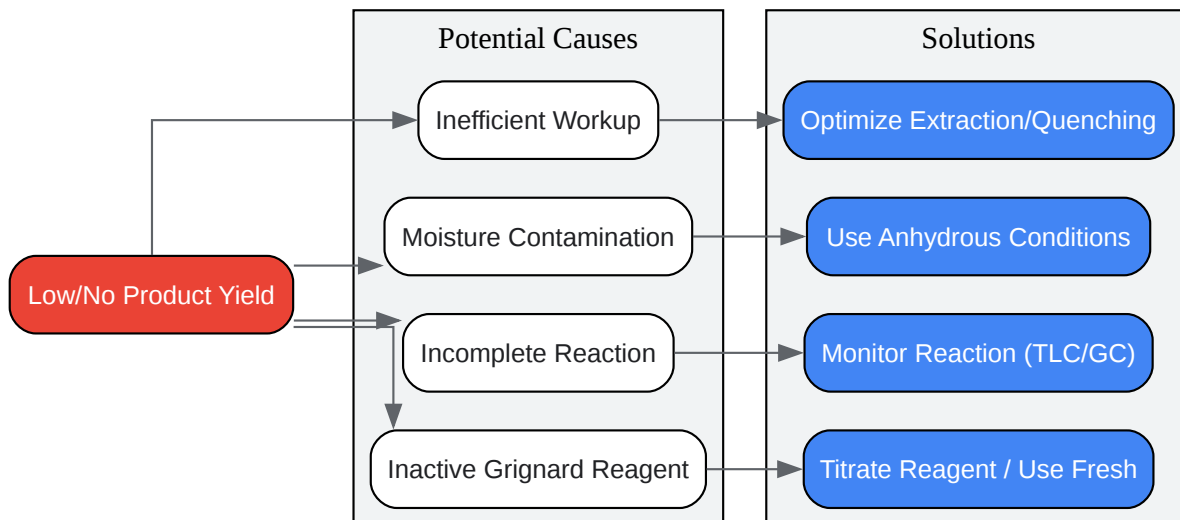 Potential Causes
Solutions
Inefficient Workup
Optimize Extraction/Quenching
Moisture Contamination
Use Anhydrous Conditions
Low/No Product Yield
Incomplete Reaction
Monitor Reaction (TLC/GC)
Inactive Grignard Reagent
Titrate Reagent / Use Fresh